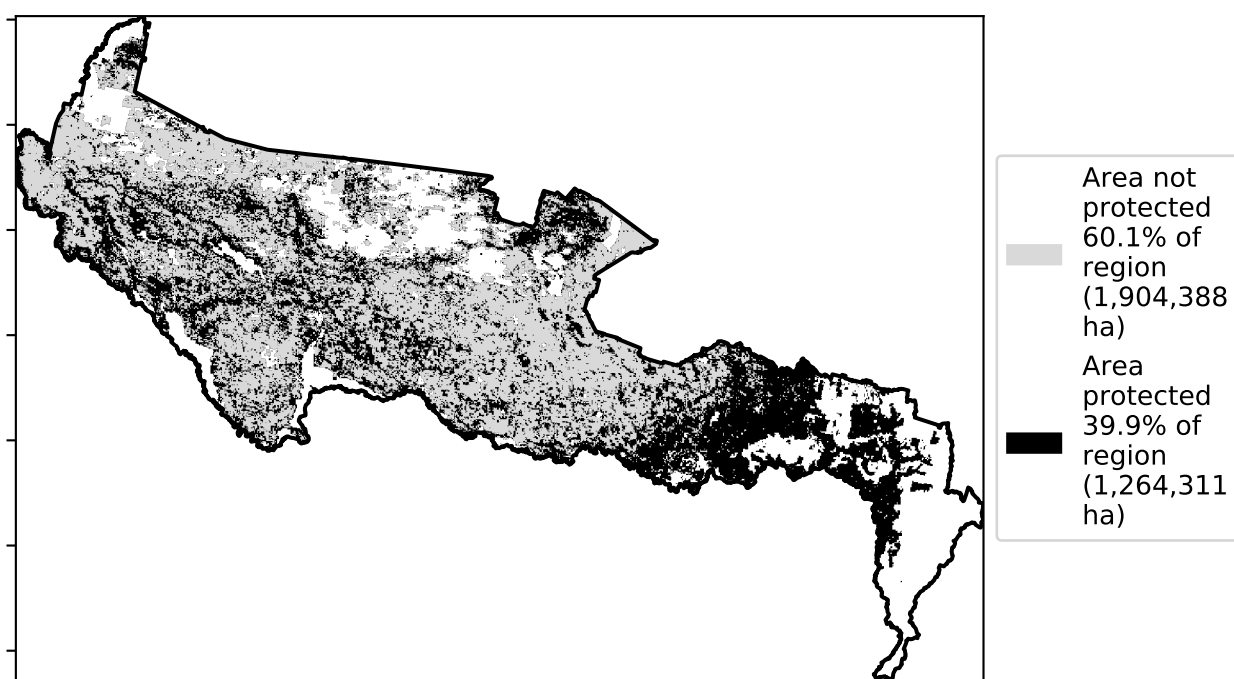 Area not
protected
60.1% of
region
(1,904,388
ha)
Area
protected
39.9% of
region
(1,264,311
ha)